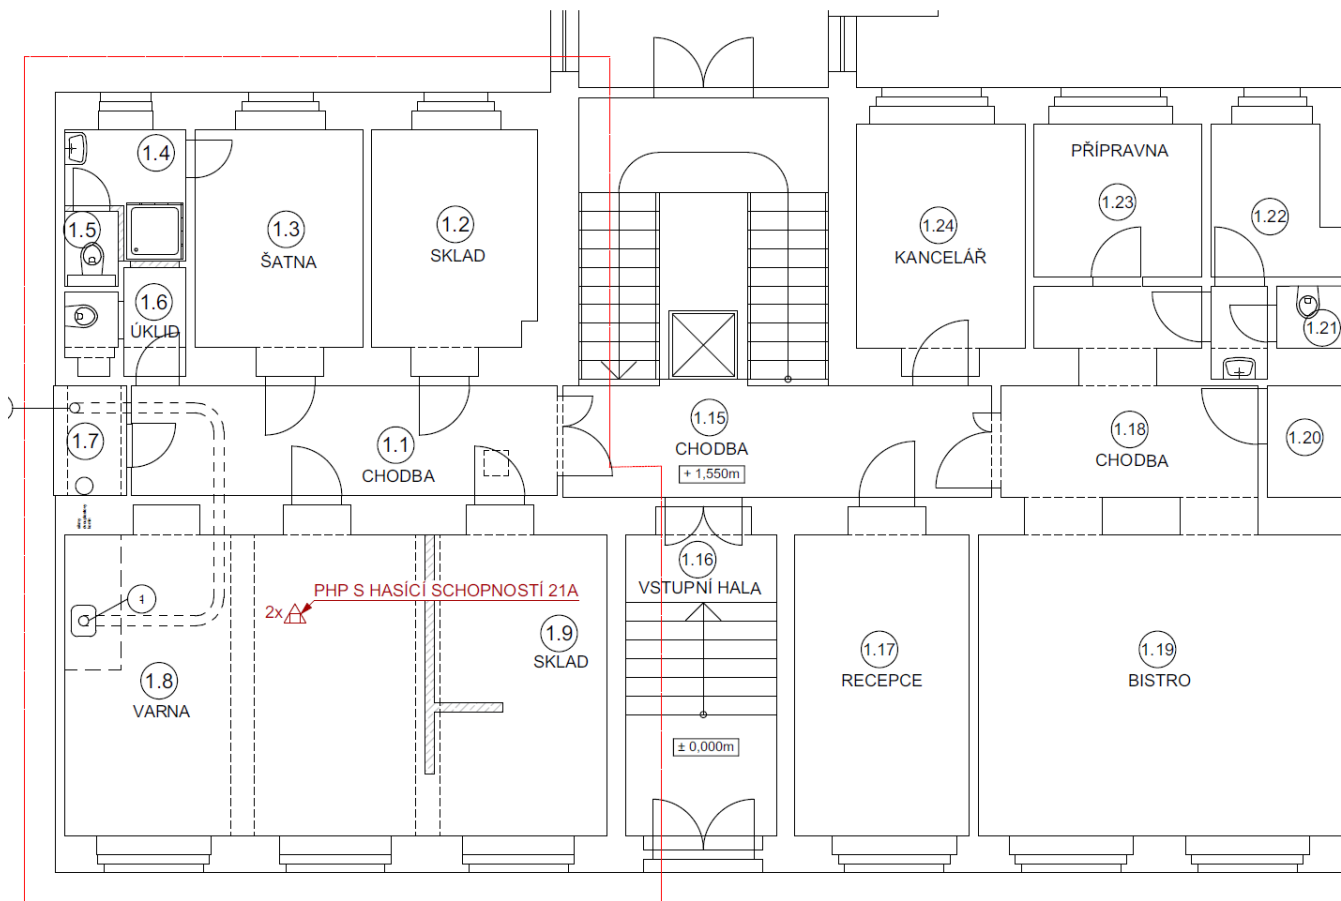 1.4
PŘÍPRAVNA
1.5
1.3
ŠATNA
1.2
SKLAD
1.24
KANCELÁŘ
1.23
1.22
1.6
ÚKLID
1.21
1.7
1.1
CHODBA
1.15
CHODBA
+ 1,550m
1.18
CHODBA
1.20
1.16
VSTUPNÍ HALA
PHP S HASÍCÍ SCHOPNOSTÍ 21A
2x
1.8
VARNA
1.9
SKLAD
1.17
RECEPCE
1.19
BISTRO
± 0,000m